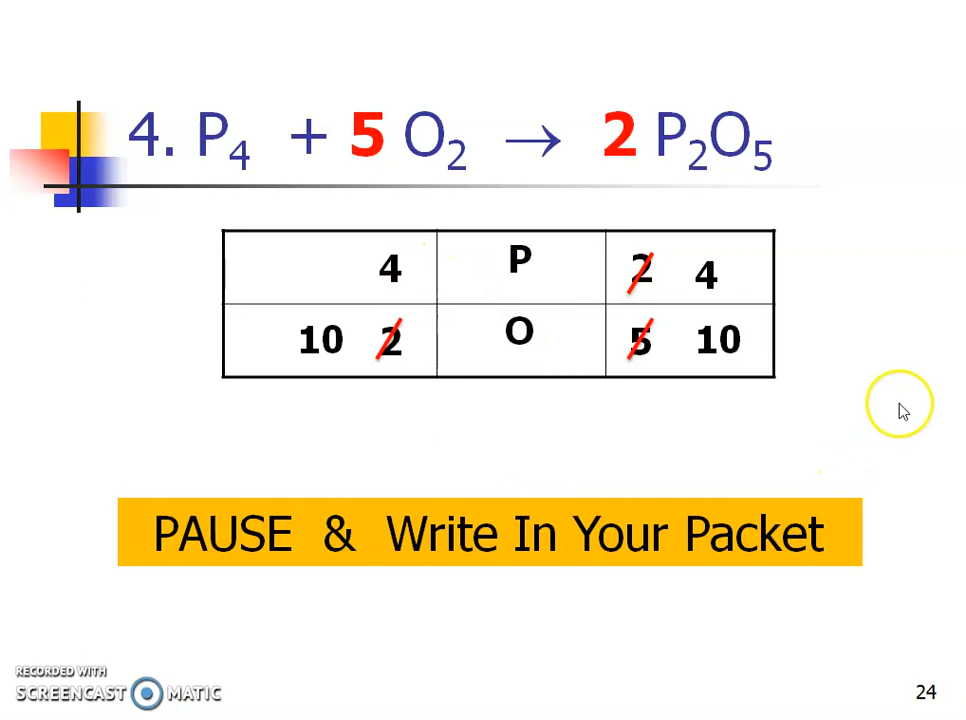 4. P₄ + 5 O₂ → 2 P₂O₅
4 P 2 4
10 2 O 5 10
PAUSE & Write In Your Packet
RECORDED WITH
SCREENCAST MATIC
24